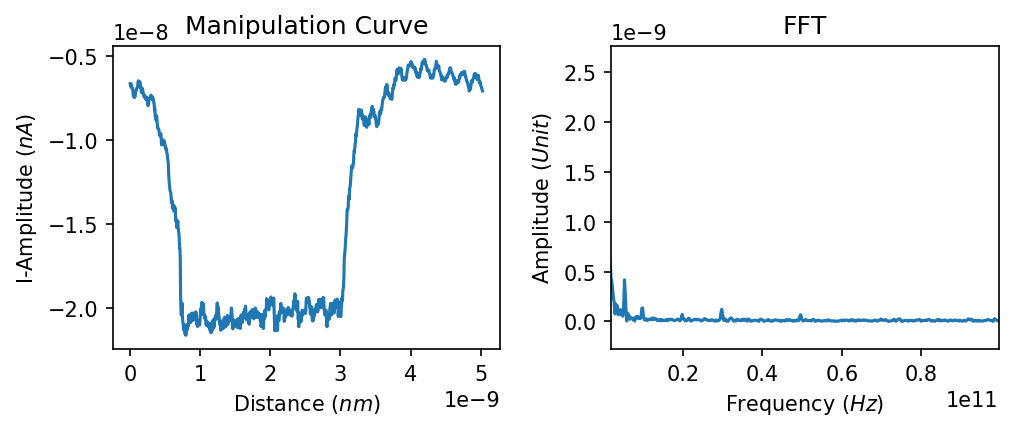 Manipulation Curve
1e−8
−0.5
−1.0
−1.5
−2.0
I-Amplitude (nA)
0 1 2 3 4 5
1e−9
Distance (nm)
FFT
1e−9
2.5
2.0
1.5
1.0
0.5
0.0
Amplitude (Unit)
0.2 0.4 0.6 0.8
1e11
Frequency (Hz)